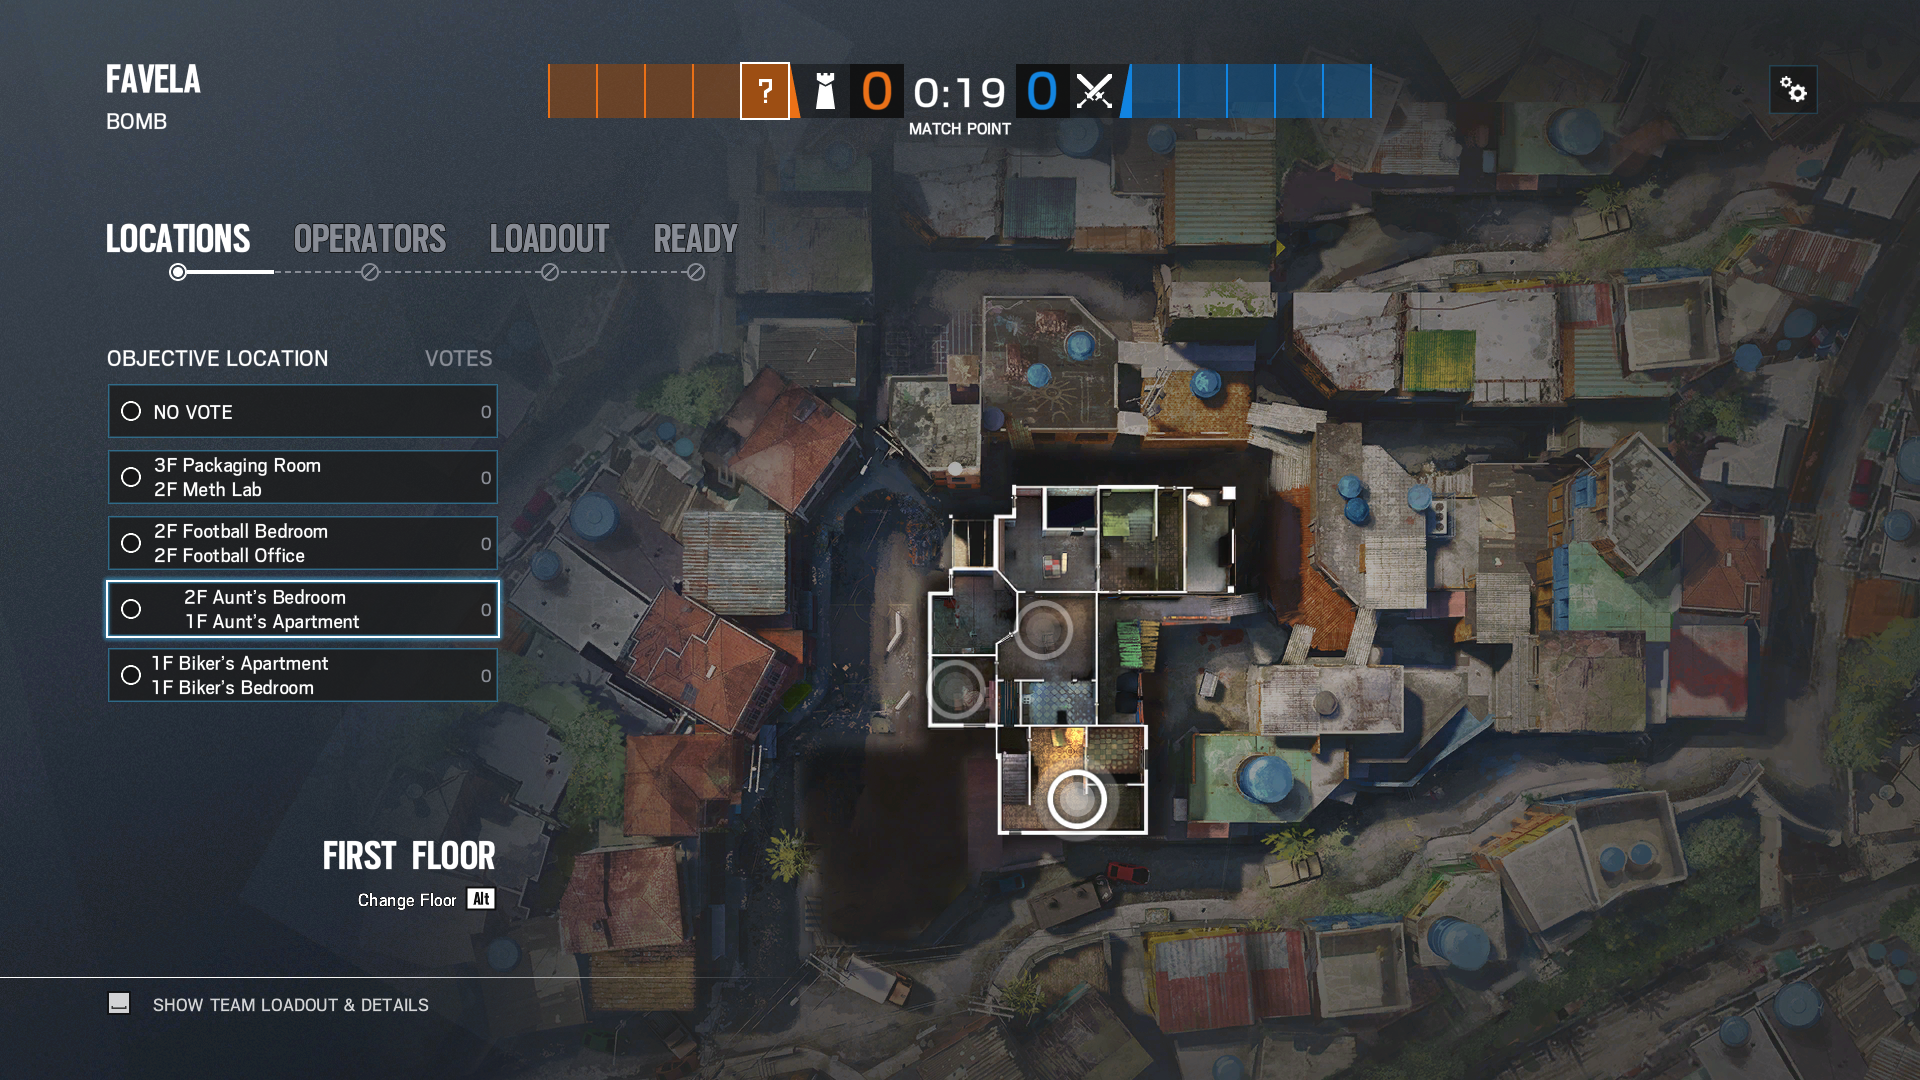 FAVELA
BOMB
?
0
0:19
0
MATCH POINT
LOCATIONS
OPERATORS
LOADOUT
READY
OBJECTIVE LOCATION
VOTES
NO VOTE
0
3F Packaging Room
2F Meth Lab
0
2F Football Bedroom
2F Football Office
0
2F Aunt's Bedroom
1F Aunt's Apartment
0
1F Biker's Apartment
1F Biker's Bedroom
0
FIRST FLOOR
Change Floor Alt
SHOW TEAM LOADOUT & DETAILS